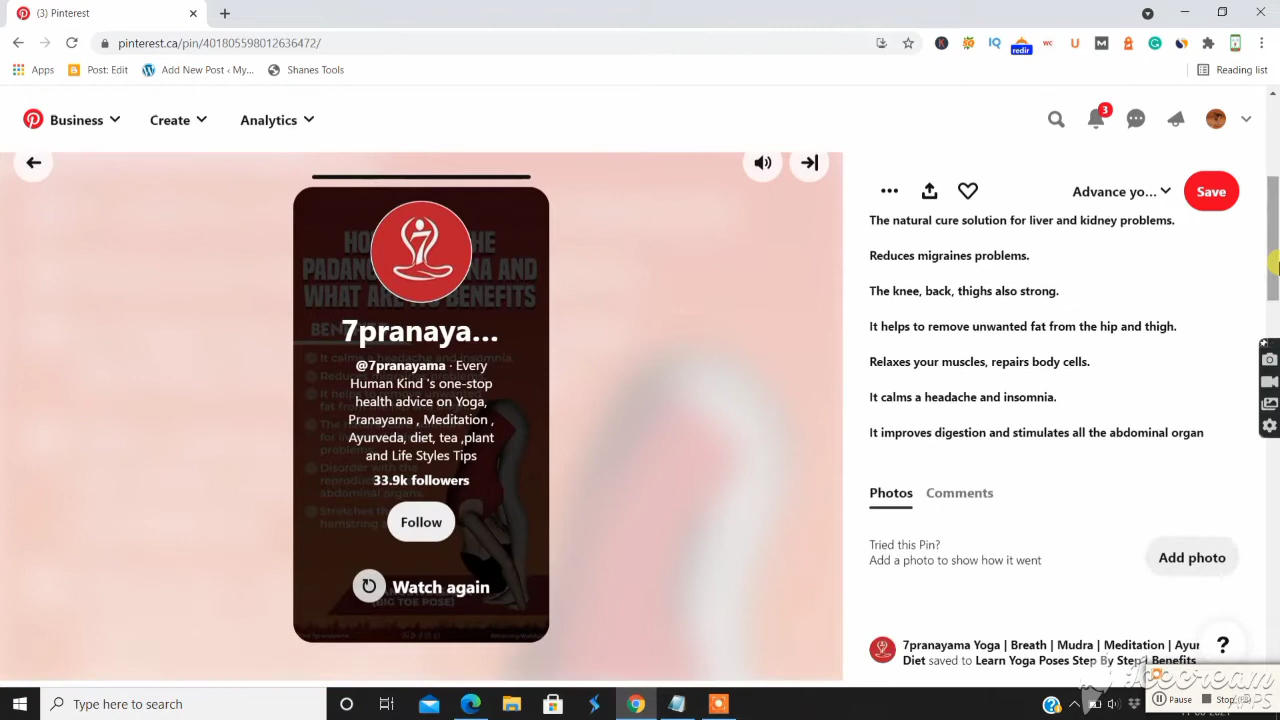 (3) Pinterest
pinterest.ca/pin/401805598012636472/
Apps
Post: Edit
Add New Post ‹ My...
Shanes Tools
Reading list
Business
Create
Analytics
3
Advance yo...
Save
The natural cure solution for liver and kidney problems.
Reduces migraines problems.
The knee, back, thighs also strong.
It helps to remove unwanted fat from the hip and thigh.
Relaxes your muscles, repairs body cells.
It calms a headache and insomnia.
It improves digestion and stimulates all the abdominal organ
7pranaya...
@7pranayama · Every
Human Kind 's one-stop
health advice on Yoga,
Pranayama , Meditation ,
Ayurveda, diet, tea ,plant
and Life Styles Tips
33.9k followers
Follow
Watch again
(BIG TOE POSE)
Photos
Comments
Tried this Pin?
Add a photo to show how it went
Add photo
7pranayama Yoga | Breath | Mudra | Meditation | Ayur
Diet saved to Learn Yoga Poses Step By Step | Benefits
?
Icecream
APPS
Pause
Type here to search